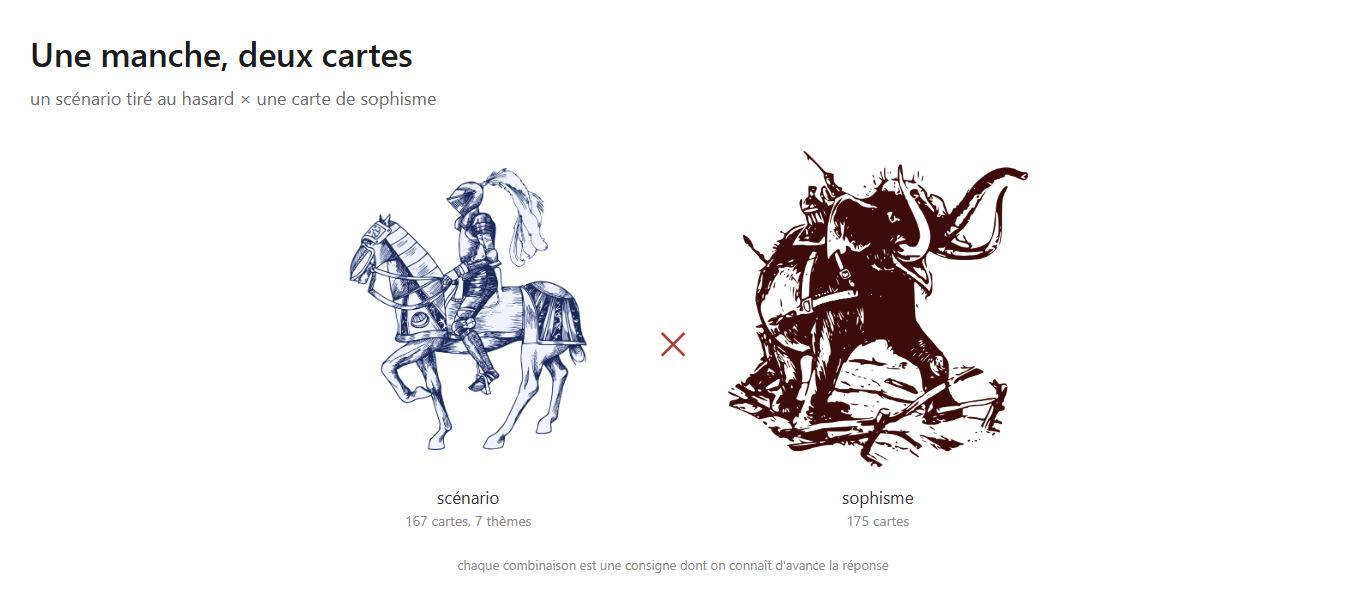 Une manche, deux cartes
un scénario tiré au hasard × une carte de sophisme
scénario
167 cartes, 7 thèmes
sophisme
175 cartes
chaque combinaison est une consigne dont on connaît d'avance la réponse